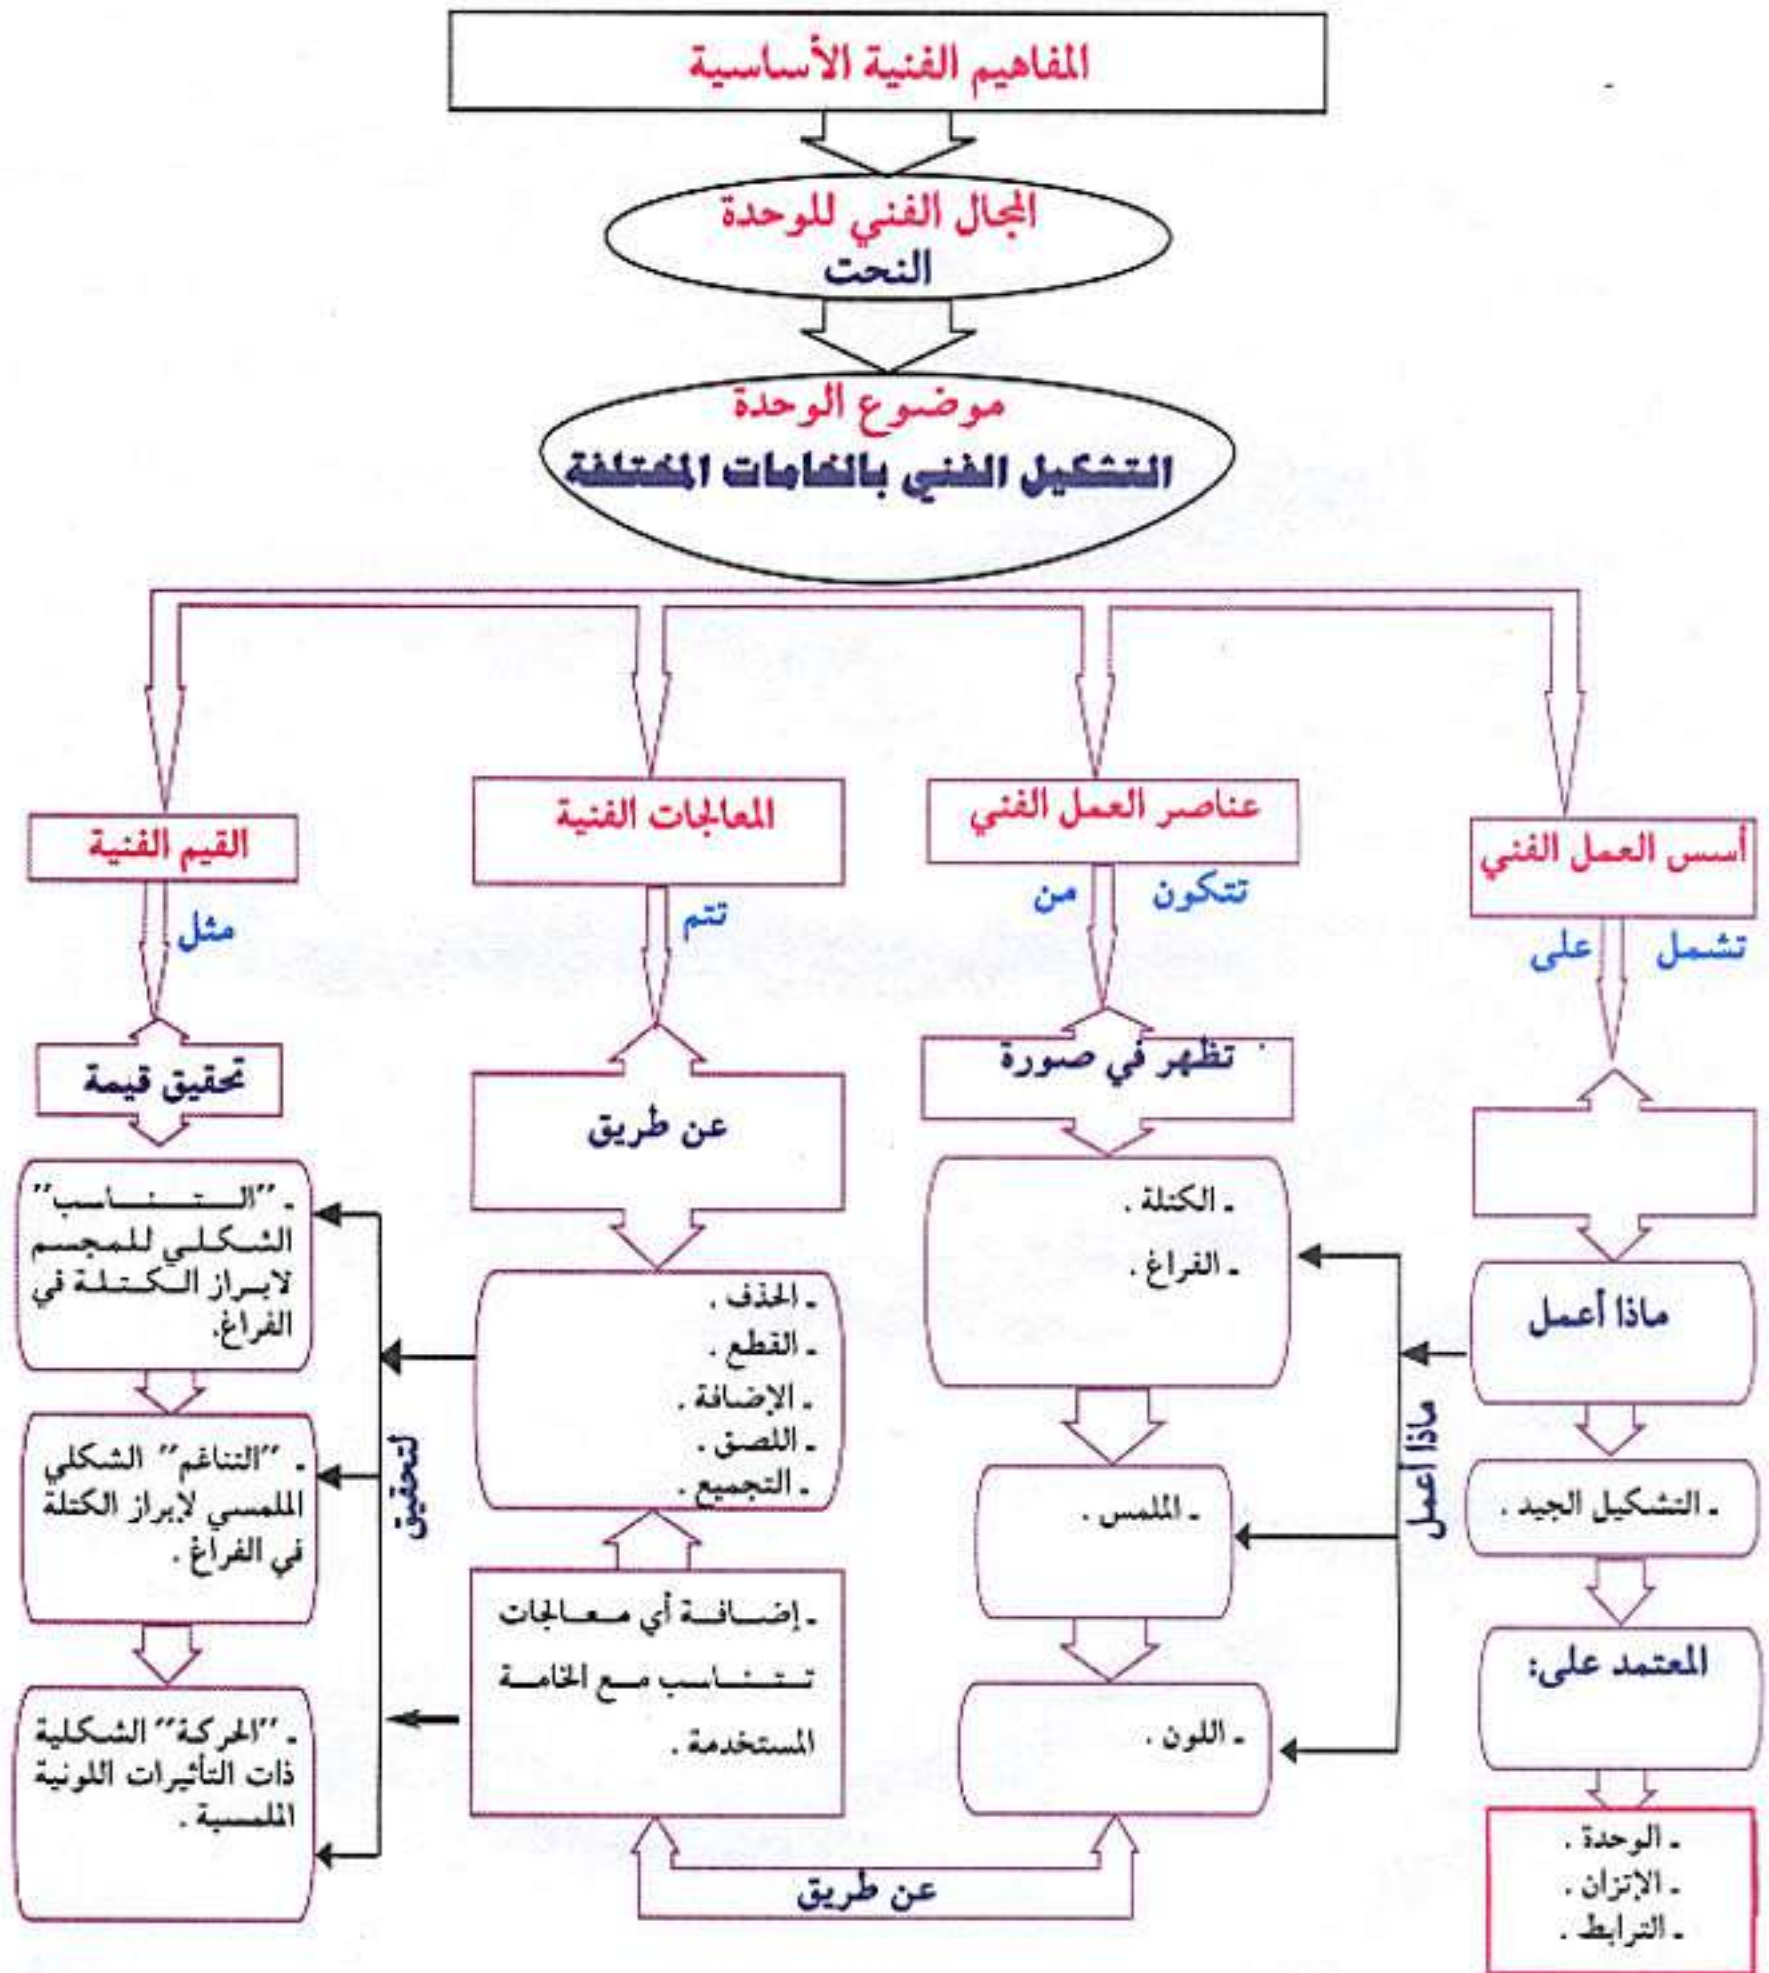 المفاهيم الفنية الأساسية
المجال الفني للوحدة
النحت
موضوع الوحدة
التشكيل الفني بالخامات المختلفة
أسس العمل الفني
تشمل على
ماذا أعمل
ـ التشكيل الجيد .
المعتمد على:
ـ الوحدة .
ـ الإتزان .
ـ الترابط .
ماذا أعمل
عناصر العمل الفني
تتكون من
تظهر في صورة
ـ الكتلة .
ـ الفراغ .
ـ الملمس .
ـ اللون .
عن طريق
المعالجات الفنية
تتم
عن طريق
ـ الحذف .
ـ القطع .
ـ الإضافة .
ـ اللصق .
ـ التجميع .
ـ إضافة أي معالجات
تتناسب مع الخامة
المستخدمة .
لتحقيق
القيم الفنية
مثل
تحقيق قيمة
ـ "التناسب"
الشكلي للمجسم
لابراز الكتلة في
الفراغ.
ـ "التناغم" الشكلي
الملمسي لإبراز الكتلة
في الفراغ .
ـ "الحركة" الشكلية
ذات التأثيرات اللونية
الملمسية .